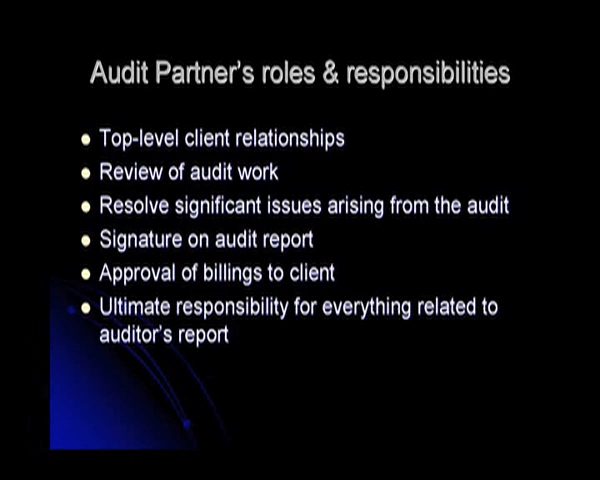 Audit Partner's roles & responsibilities
Top-level client relationships
Review of audit work
Resolve significant issues arising from the audit
Signature on audit report
Approval of billings to client
Ultimate responsibility for everything related to
auditor's report